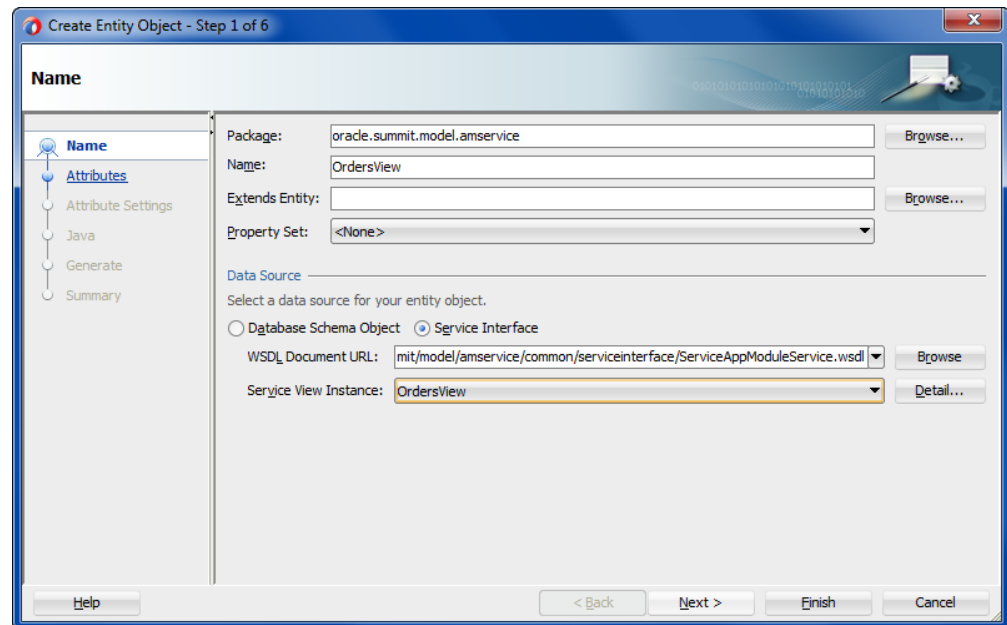 Create Entity Object - Step 1 of 6
Name
Name
Attributes
Attribute Settings
Java
Generate
Summary
Package: oracle.summit.model.amservice Browse...
Name: OrdersView
Extends Entity: Browse...
Property Set: <None>
Data Source
Select a data source for your entity object.
Database Schema Object Service Interface
WSDL Document URL: mit/model/amservice/common/serviceinterface/ServiceAppModuleService.wsdl Browse
Service View Instance: OrdersView Detail...
Help < Back Next > Finish Cancel